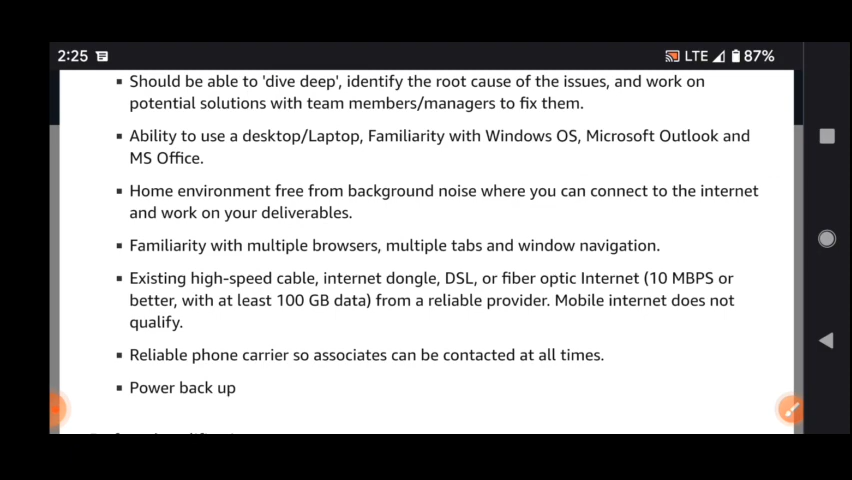 2:25 LTE 87%
▪ Should be able to 'dive deep', identify the root cause of the issues, and work on
potential solutions with team members/managers to fix them.
▪ Ability to use a desktop/Laptop, Familiarity with Windows OS, Microsoft Outlook and
MS Office.
▪ Home environment free from background noise where you can connect to the internet
and work on your deliverables.
▪ Familiarity with multiple browsers, multiple tabs and window navigation.
▪ Existing high-speed cable, internet dongle, DSL, or fiber optic Internet (10 MBPS or
better, with at least 100 GB data) from a reliable provider. Mobile internet does not
qualify.
▪ Reliable phone carrier so associates can be contacted at all times.
▪ Power back up